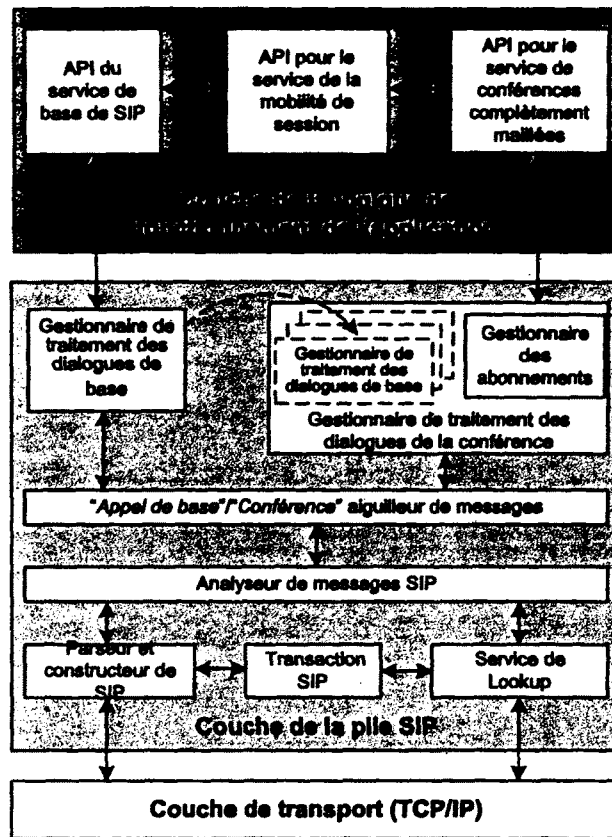 API du
service de
base de SIP
API pour le
service de la
mobilité de
session
API pour le
service de
conférences
complètement
maillées
Gestionnaire de
traitement des
dialogues de
base
Gestionnaire de
traitement des
dialogues de base
Gestionnaire
des
abonnements
Gestionnaire de traitement des
dialogues de la conférence
"Appel de base"/"Conférence" aiguilleur de messages
Analyseur de messages SIP
Parseur et
constructeur de
SIP
Transaction
SIP
Service de
Lookup
Couche de la pile SIP
Couche de transport (TCP/IP)